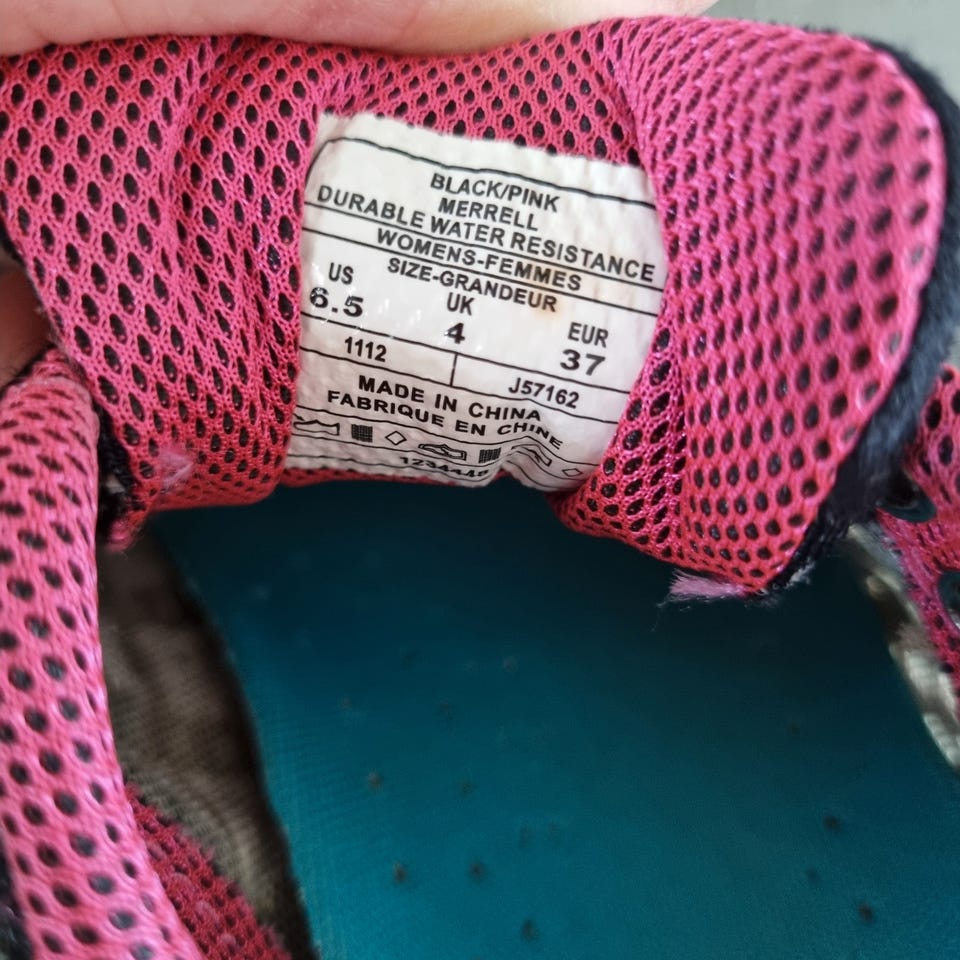 BLACK/PINK
MERRELL
DURABLE WATER RESISTANCE
WOMENS-FEMMES
SIZE-GRANDEUR
US UK EUR
6.5 4 37
1112 J57162
MADE IN CHINA
FABRIQUE EN CHINE